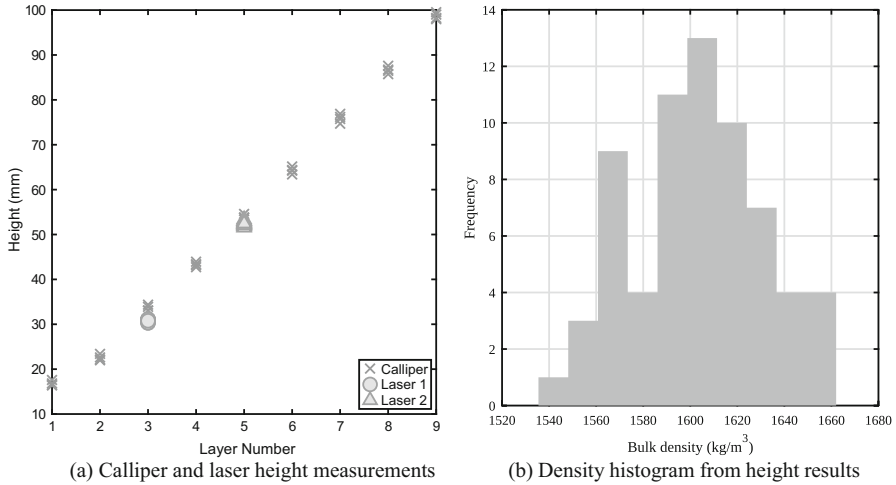 100
90
80
70
60
50
40
30
20
10
Height (mm)
1 2 3 4 5 6 7 8 9
Layer Number
Calliper
Laser 1
Laser 2
(a) Calliper and laser height measurements
14
12
10
8
6
4
2
0
Frequency
1520 1540 1560 1580 1600 1620 1640 1660 1680
Bulk density (kg/m³)
(b) Density histogram from height results